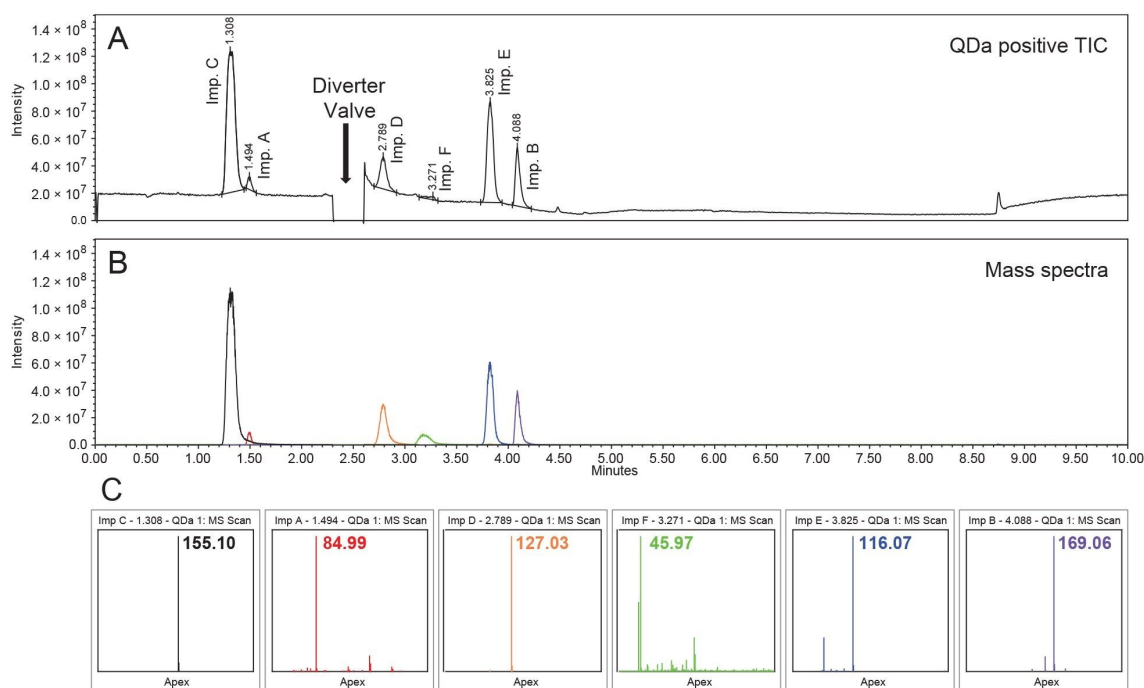 A
QDa positive TIC
Intensity
1.4 × 10⁸
1.2 × 10⁸
1.0 × 10⁸
8.0 × 10⁷
6.0 × 10⁷
4.0 × 10⁷
2.0 × 10⁷
0.0
Imp. C
1.308
1.494
Imp. A
Diverter
Valve
2.789
Imp. D
3.271
Imp. F
3.825
Imp. E
4.088
Imp. B
B
Mass spectra
Intensity
1.4 × 10⁸
1.2 × 10⁸
1.0 × 10⁸
8.0 × 10⁷
6.0 × 10⁷
4.0 × 10⁷
2.0 × 10⁷
0.0
0.00 0.50 1.00 1.50 2.00 2.50 3.00 3.50 4.00 4.50 5.00 5.50 6.00 6.50 7.00 7.50 8.00 8.50 9.00 9.50 10.00
Minutes
C
Imp C - 1.308 - QDa 1: MS Scan
155.10
Apex
Imp A - 1.494 - QDa 1: MS Scan
84.99
Apex
Imp D - 2.789 - QDa 1: MS Scan
127.03
Apex
Imp F - 3.271 - QDa 1: MS Scan
45.97
Apex
Imp E - 3.825 - QDa 1: MS Scan
116.07
Apex
Imp B - 4.088 - QDa 1: MS Scan
169.06
Apex